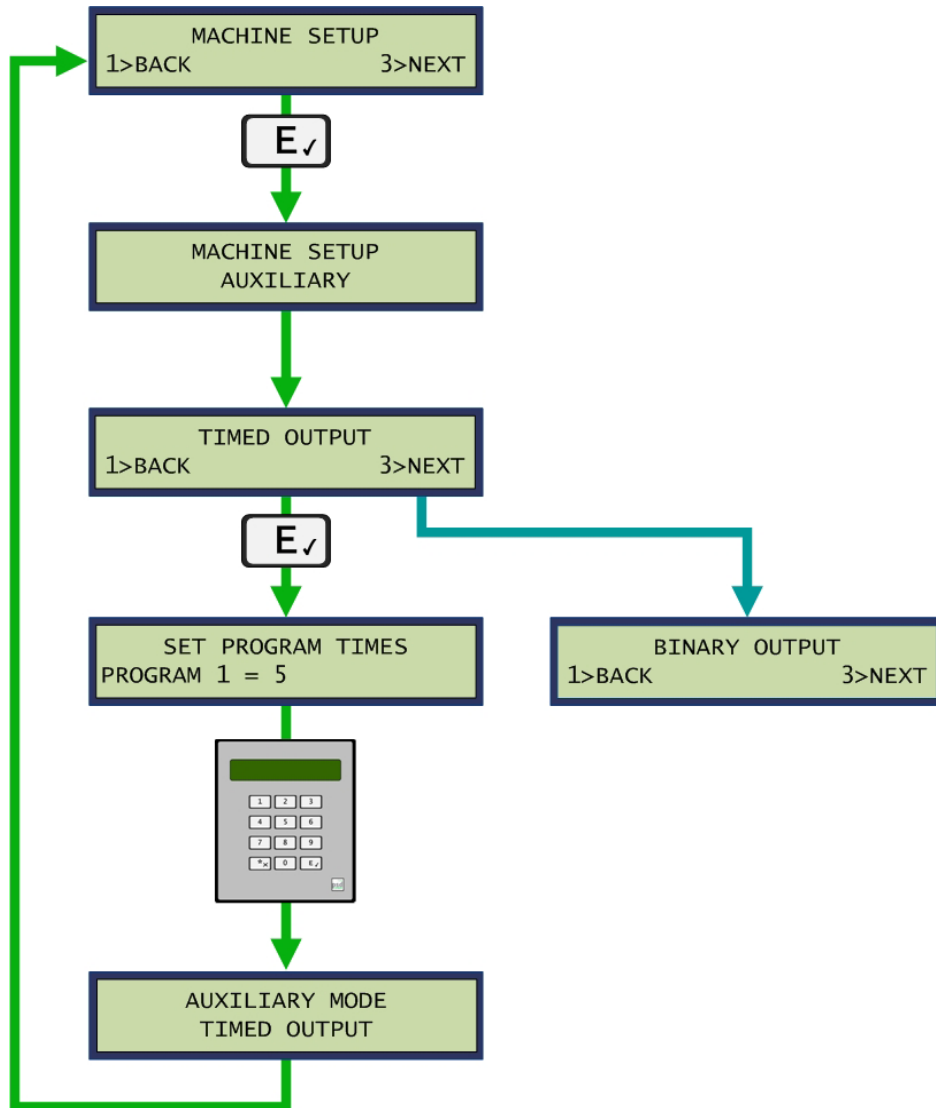 MACHINE SETUP
1>BACK 3>NEXT
E✓
MACHINE SETUP
AUXILIARY
TIMED OUTPUT
1>BACK 3>NEXT
E✓
SET PROGRAM TIMES
PROGRAM 1 = 5
BINARY OUTPUT
1>BACK 3>NEXT
1 2 3
4 5 6
7 8 9
*× 0 E✓
AUXILIARY MODE
TIMED OUTPUT